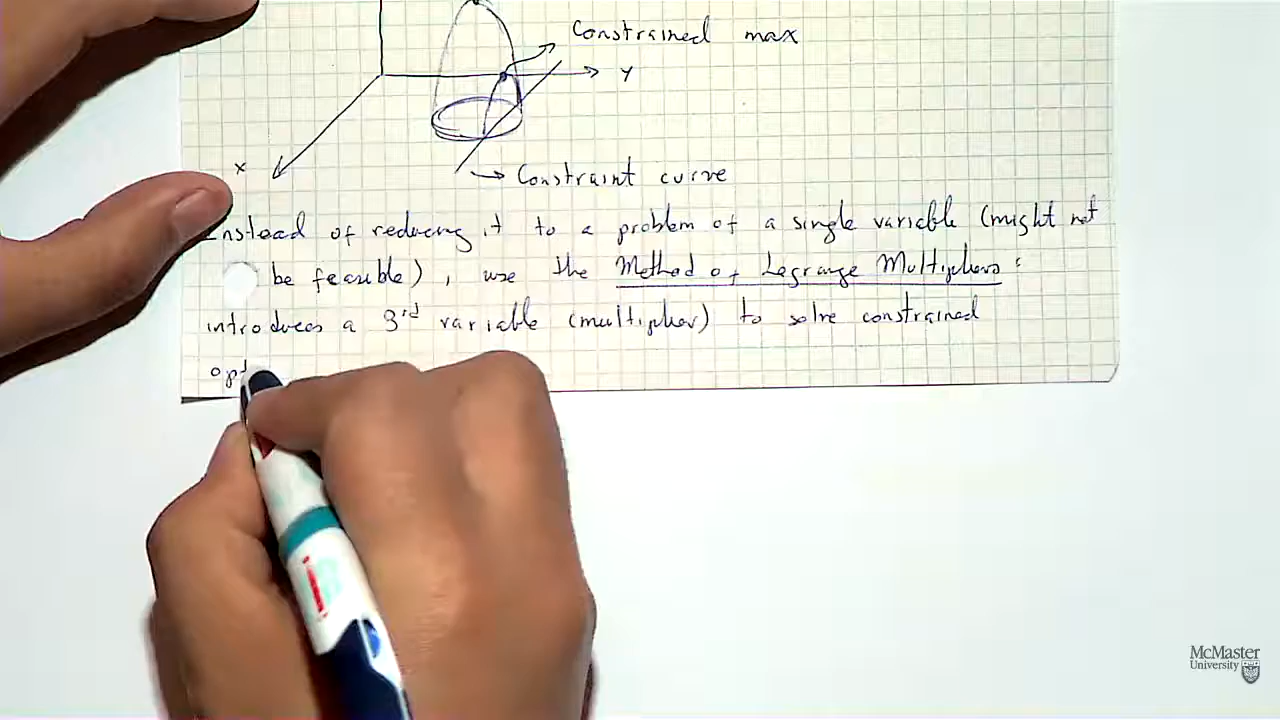 Constrained max
Y
X
Constraint curve
Instead of reducing it to a problem of a single variable (might not
be feasible), use the Method of Lagrange Multipliers:
introduces a 3rd variable (multiplier) to solve constrained
opt
McMaster
University